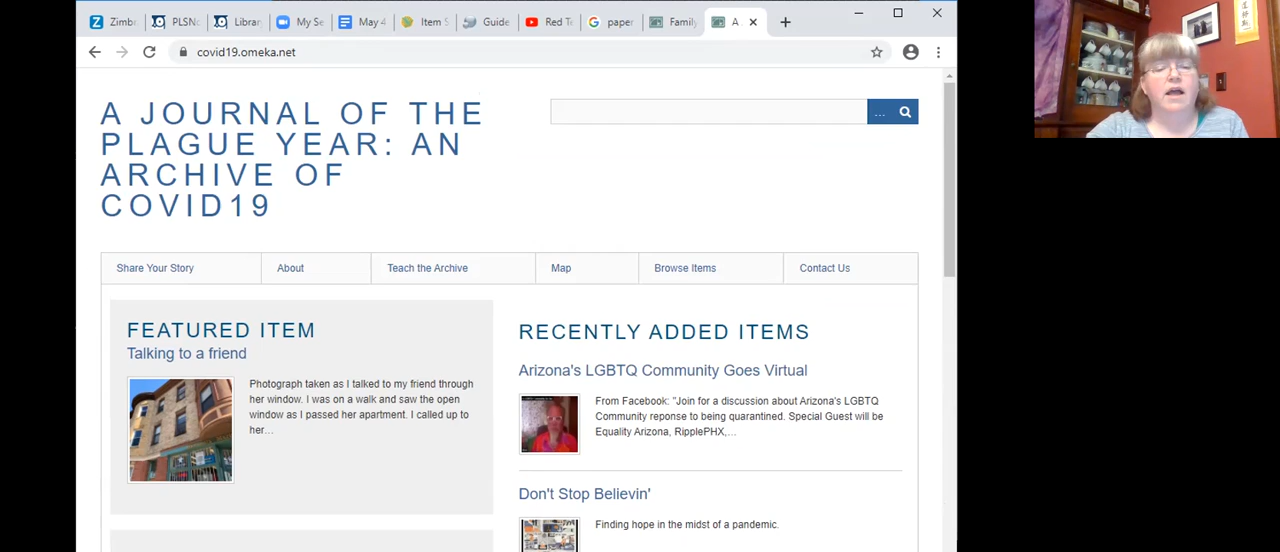 Zimb
PLSN
Librar
My Se
May 4
Item S
Guide
Red T
paper
Family
A
covid19.omeka.net
A JOURNAL OF THE
PLAGUE YEAR: AN
ARCHIVE OF
COVID19
...
Share Your Story
About
Teach the Archive
Map
Browse Items
Contact Us
FEATURED ITEM
Talking to a friend
Photograph taken as I talked to my friend through
her window. I was on a walk and saw the open
window as I passed her apartment. I called up to
her…
RECENTLY ADDED ITEMS
Arizona's LGBTQ Community Goes Virtual
From Facebook: "Join for a discussion about Arizona's LGBTQ
Community reponse to being quarantined. Special Guest will be
Equality Arizona, RipplePHX,…
Don't Stop Believin'
Finding hope in the midst of a pandemic.